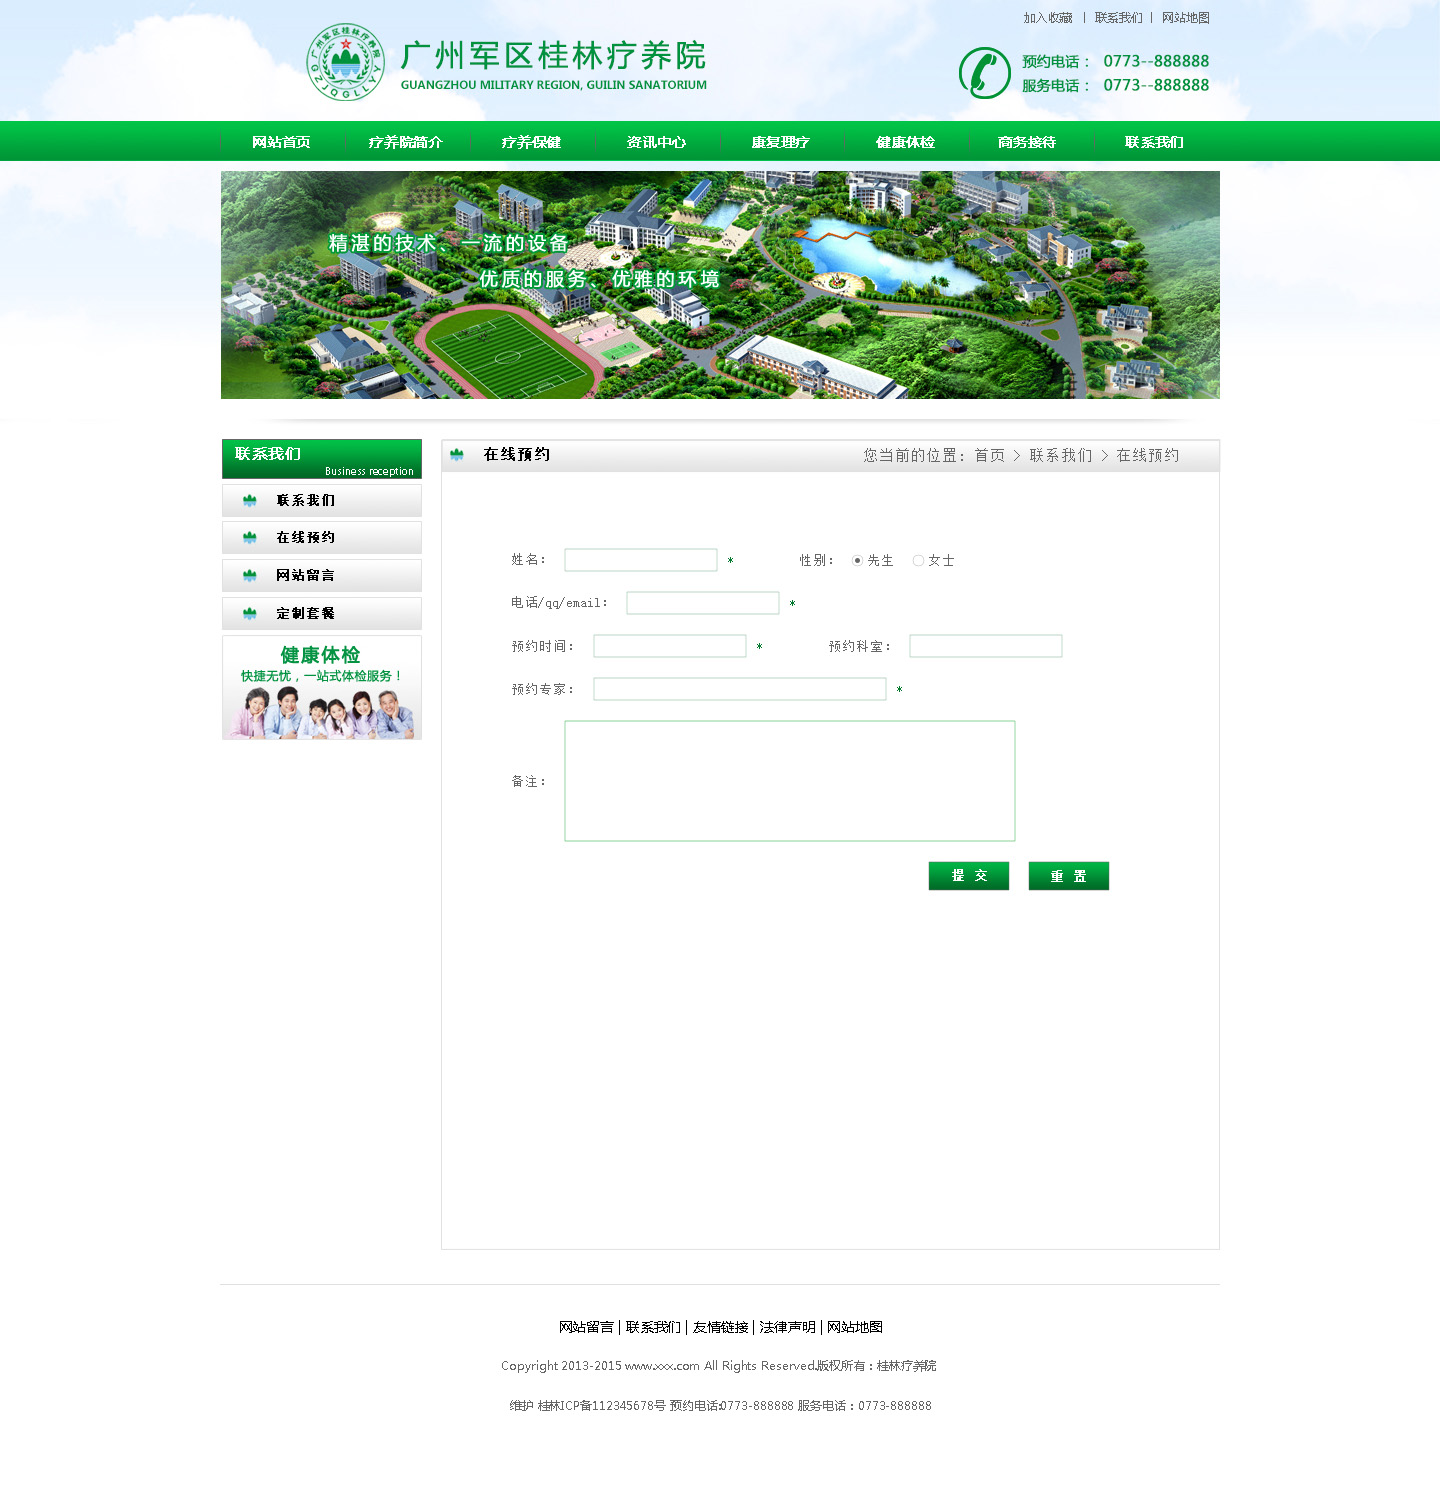 加入收藏 | 联系我们 | 网站地图
广州军区桂林疗养院
GUANGZHOU MILITARY REGION, GUILIN SANATORIUM
广州军区桂林疗养院
GZJQGLLYY
预约电话： 0773--888888
服务电话： 0773--888888
网站首页 疗养院简介 疗养保健 资讯中心 康复理疗 健康体检 商务接待 联系我们
精湛的技术、一流的设备
优质的服务、优雅的环境
联系我们
Business reception
联系我们
在线预约
网站留言
定制套餐
健康体检
快捷无忧，一站式体检服务！
在线预约
您当前的位置：首页 > 联系我们 > 在线预约
姓名： * 性别： 先生 女士
电话/qq/email： *
预约时间： * 预约科室：
预约专家： *
备注：
提 交 重 置
网站留言 | 联系我们 | 友情链接 | 法律声明 | 网站地图
Copyright 2013-2015 www.xxx.com All Rights Reserved.版权所有：桂林疗养院
维护 桂林ICP备112345678号 预约电话:0773-888888 服务电话：0773-888888